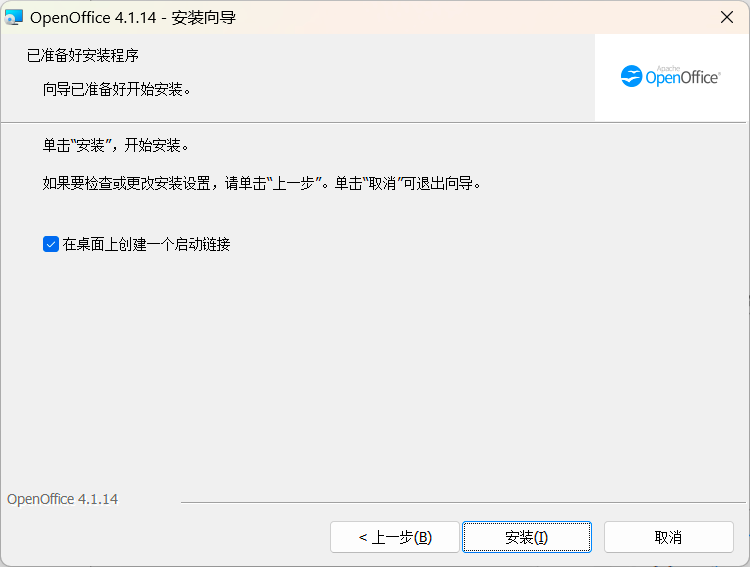 OpenOffice 4.1.14 - 安装向导
已准备好安装程序
向导已准备好开始安装。
Apache
OpenOffice®
单击“安装”，开始安装。
如果要检查或更改安装设置，请单击“上一步”。单击“取消”可退出向导。
在桌面上创建一个启动链接
OpenOffice 4.1.14
< 上一步(B)
安装(I)
取消